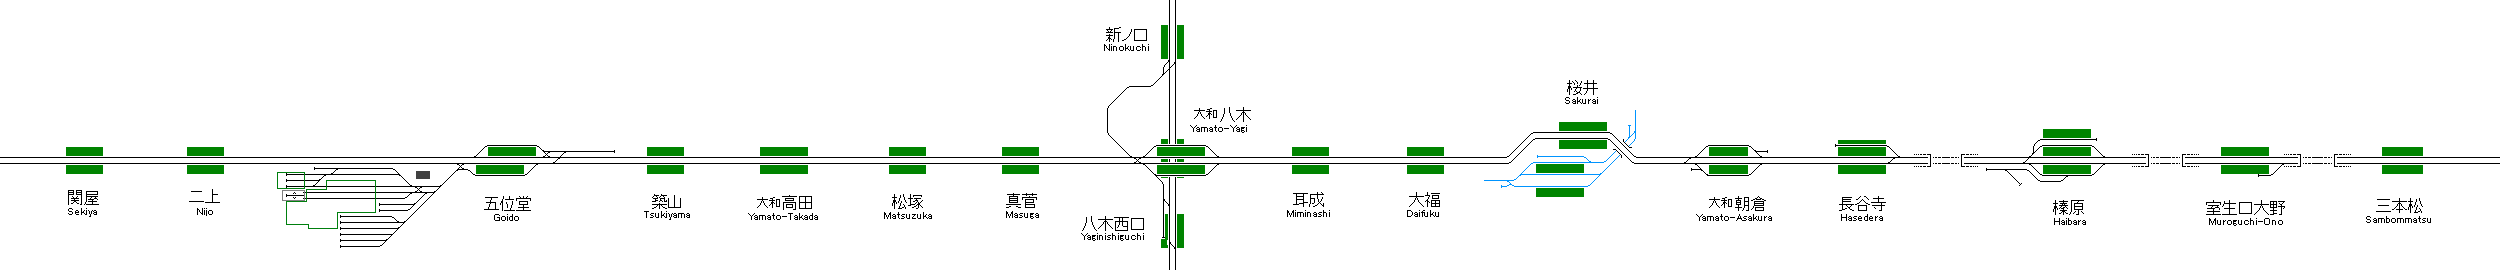 関屋
Sekiya
二上
Nijo
五位堂
Goido
築山
Tsukiyama
大和高田
Yamato-Takada
松塚
Matsuzuka
真菅
Masuga
新ノ口
Ninokuchi
大和八木
Yamato-Yagi
八木西口
Yaginishiguchi
耳成
Miminashi
大福
Daifuku
桜井
Sakurai
大和朝倉
Yamato-Asakura
長谷寺
Hasedera
榛原
Haibara
室生口大野
Muroguchi-Ono
三本松
Sambommatsu